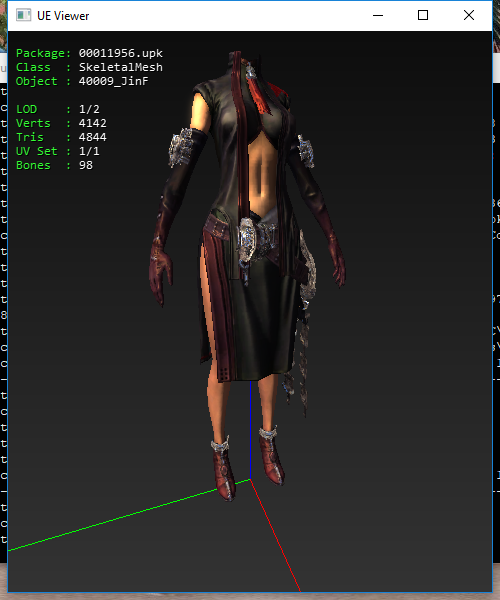 UE Viewer
Package: 00011956.upk
Class  : SkeletalMesh
Object : 40009_JinF
LOD    : 1/2
Verts  : 4142
Tris   : 4844
UV Set : 1/1
Bones  : 98